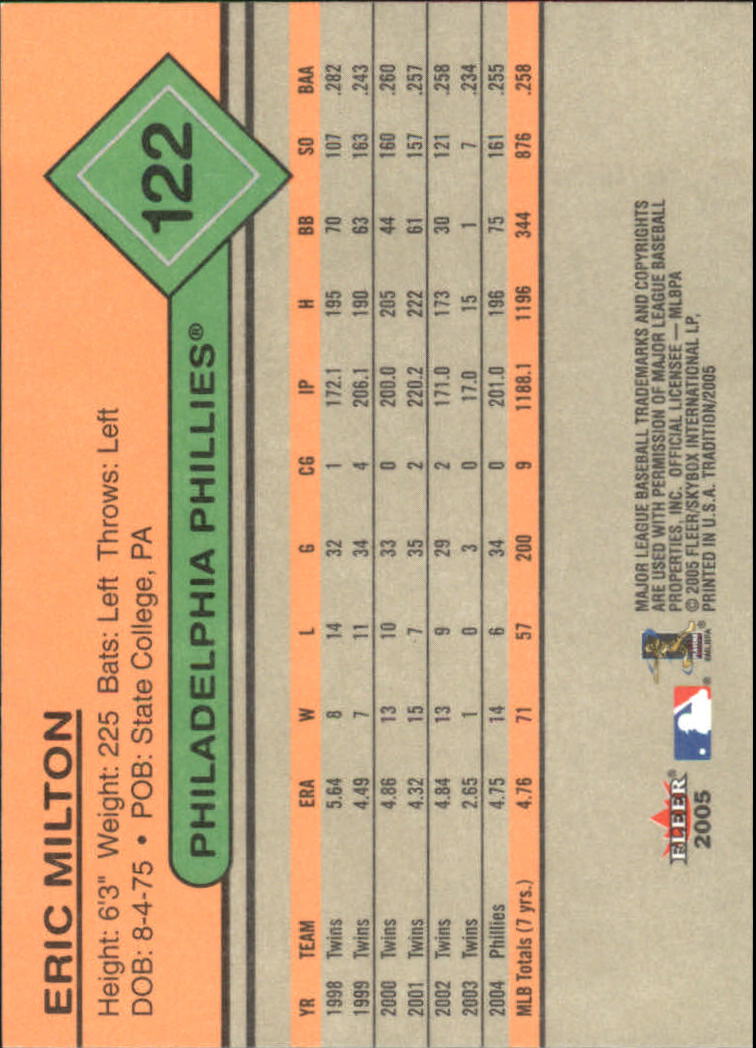 ERIC MILTON
Height: 6'3" Weight: 225 Bats: Left Throws: Left
DOB: 8-4-75 • POB: State College, PA
PHILADELPHIA PHILLIES®
122
YR TEAM ERA W L G CG IP H BB SO BAA
1998 Twins 5.64 8 14 32 1 172.1 195 70 107 .282
1999 Twins 4.49 7 11 34 4 206.1 190 63 163 .243
2000 Twins 4.86 13 10 33 0 200.0 205 44 160 .260
2001 Twins 4.32 15 7 35 2 220.2 222 61 157 .257
2002 Twins 4.84 13 9 29 2 171.0 173 30 121 .258
2003 Twins 2.65 1 0 3 0 17.0 15 1 7 .234
2004 Phillies 4.75 14 6 34 0 201.0 196 75 161 .255
MLB Totals (7 yrs.) 4.76 71 57 200 9 1188.1 1196 344 876 .258
FLEER®
2005
®
®MLBPA
MAJOR LEAGUE BASEBALL TRADEMARKS AND COPYRIGHTS
ARE USED WITH PERMISSION OF MAJOR LEAGUE BASEBALL
PROPERTIES, INC. OFFICIAL LICENSEE — MLBPA
© 2005 FLEER/SKYBOX INTERNATIONAL LP,
PRINTED IN U.S.A. TRADITION/2005